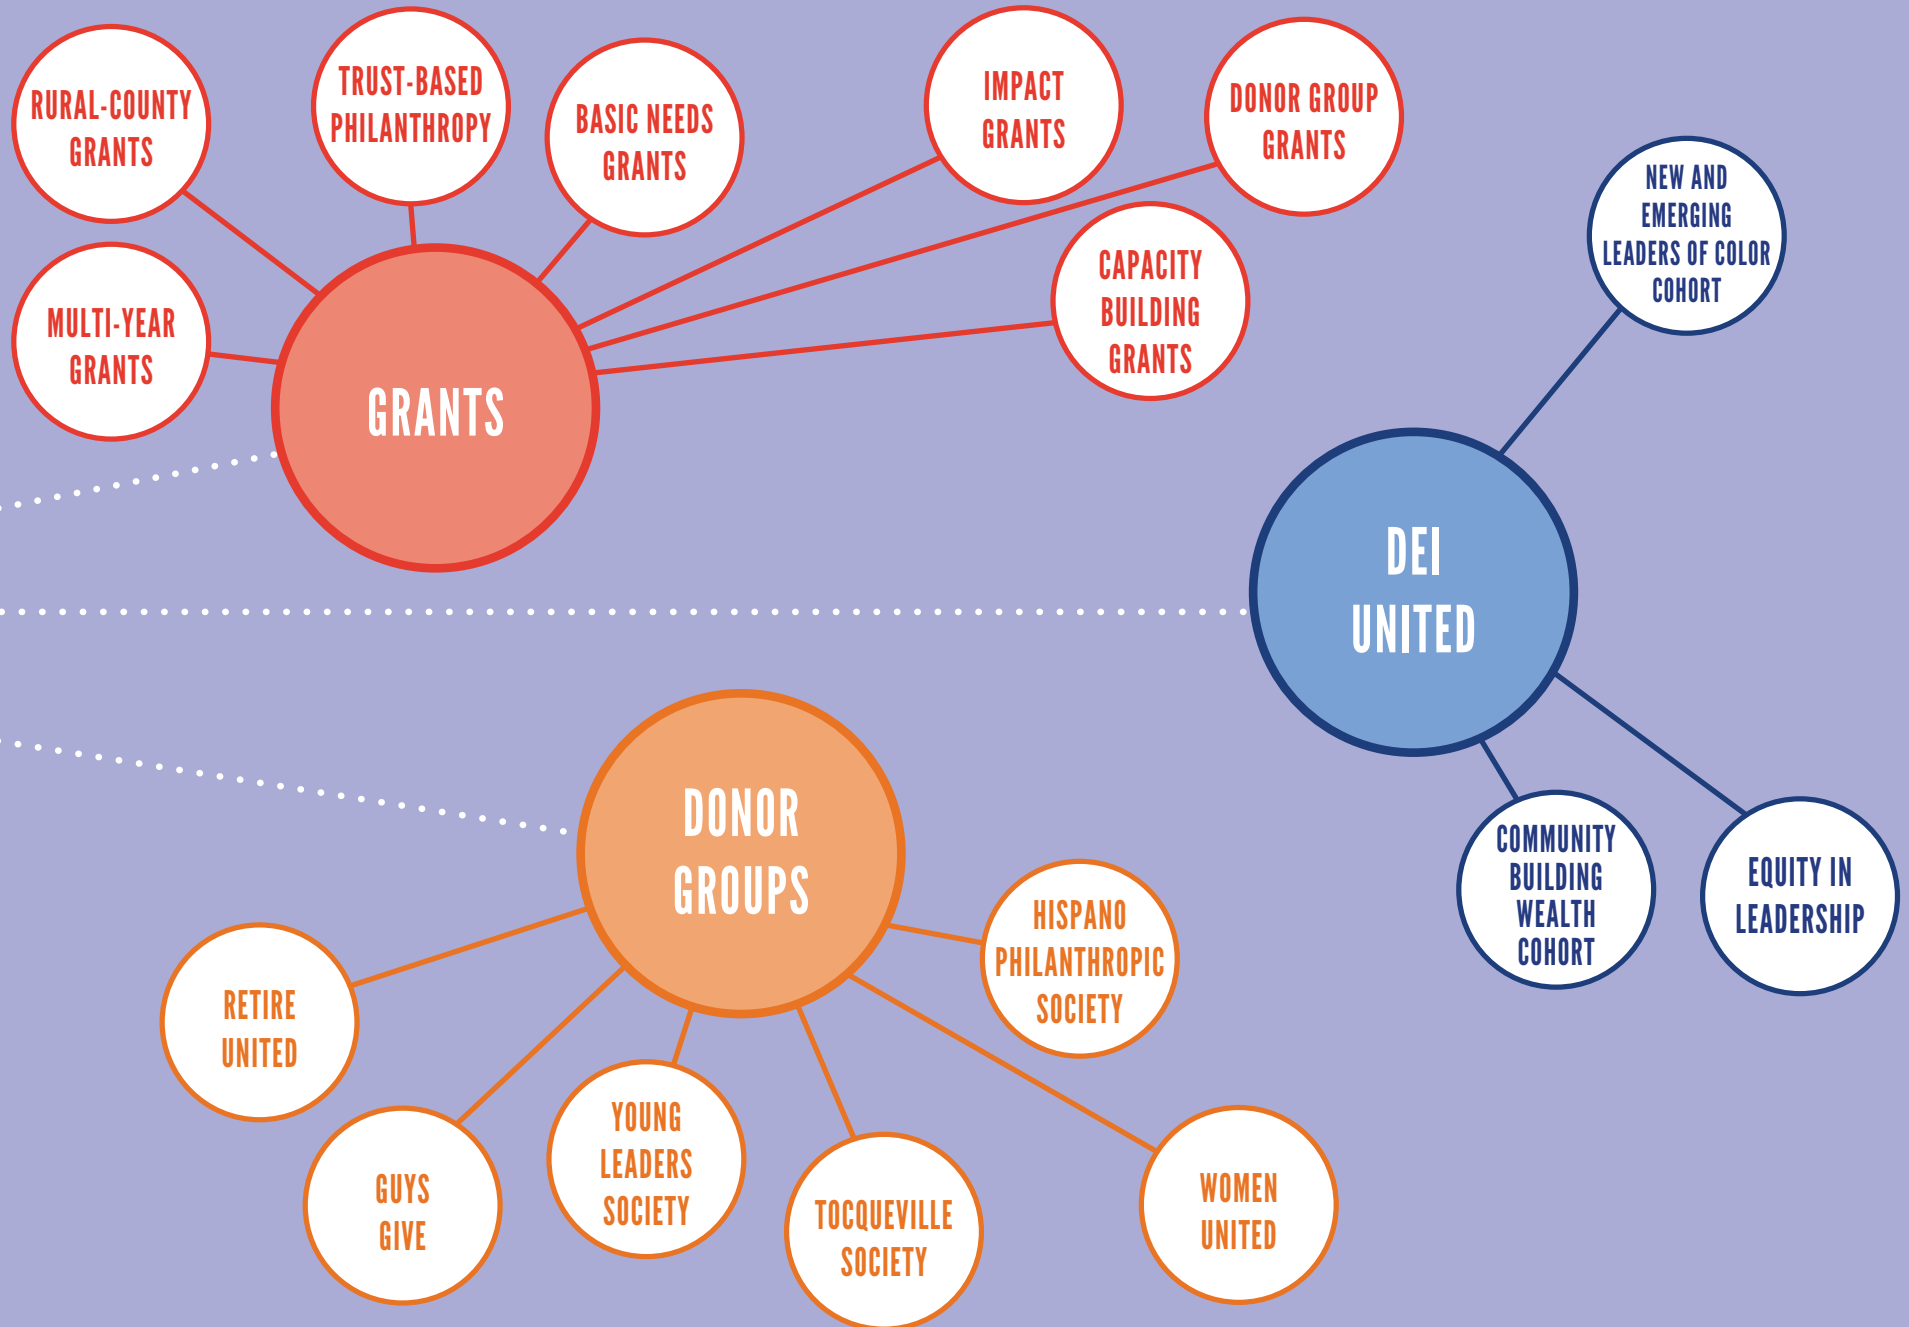 RURAL-COUNTY
GRANTS
TRUST-BASED
PHILANTHROPY
BASIC NEEDS
GRANTS
IMPACT
GRANTS
DONOR GROUP
GRANTS
MULTI-YEAR
GRANTS
CAPACITY
BUILDING
GRANTS
GRANTS
NEW AND
EMERGING
LEADERS OF COLOR
COHORT
DEI
UNITED
COMMUNITY
BUILDING
WEALTH
COHORT
EQUITY IN
LEADERSHIP
DONOR
GROUPS
HISPANO
PHILANTHROPIC
SOCIETY
RETIRE
UNITED
GUYS
GIVE
YOUNG
LEADERS
SOCIETY
TOCQUEVILLE
SOCIETY
WOMEN
UNITED